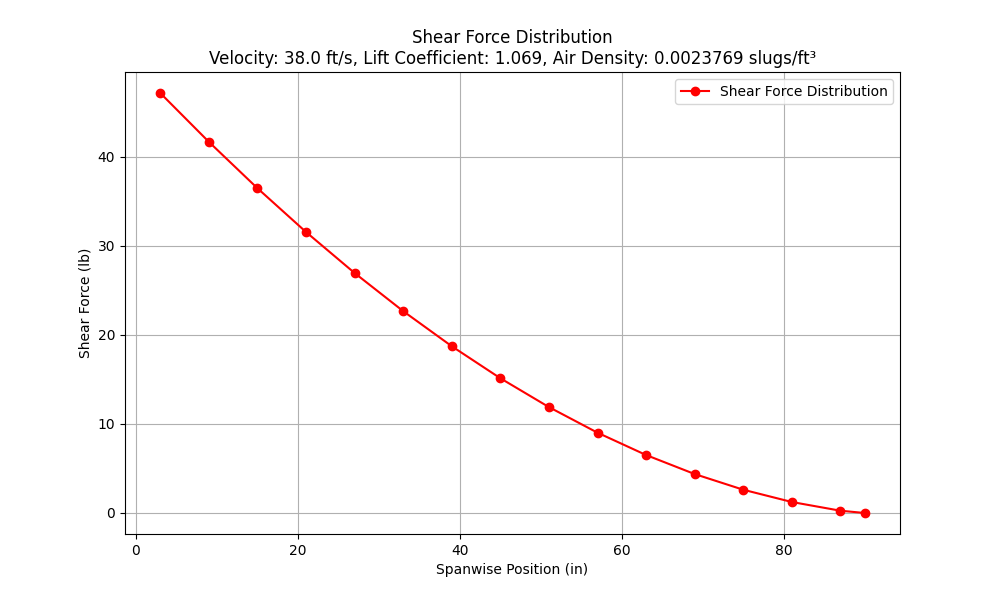 Shear Force Distribution
Velocity: 38.0 ft/s, Lift Coefficient: 1.069, Air Density: 0.0023769 slugs/ft³
Shear Force Distribution
40
30
20
10
0
Shear Force (lb)
0 20 40 60 80
Spanwise Position (in)